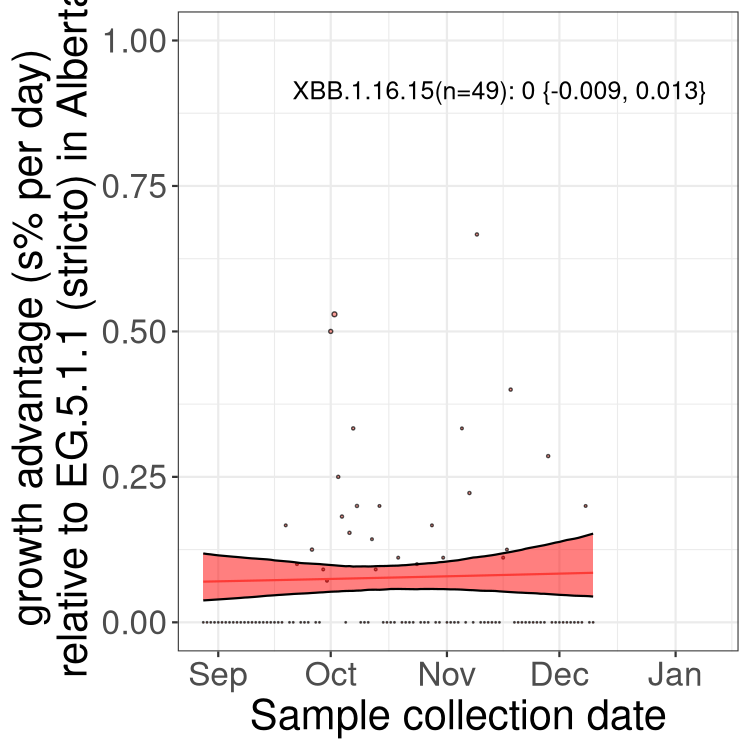 growth advantage (s% per day)
relative to EG.5.1.1 (stricto) in Alberta
1.00
0.75
0.50
0.25
0.00
XBB.1.16.15(n=49): 0 {-0.009, 0.013}
Sep Oct Nov Dec Jan
Sample collection date